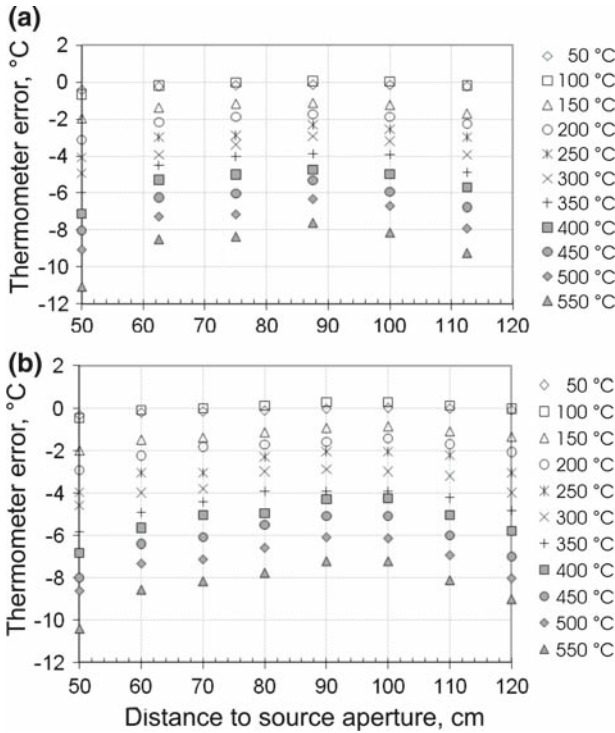 (a)
Thermometer error, °C
2
0
-2
-4
-6
-8
-10
-12
50 60 70 80 90 100 110 120
50 °C
100 °C
150 °C
200 °C
250 °C
300 °C
350 °C
400 °C
450 °C
500 °C
550 °C
(b)
Thermometer error, °C
2
0
-2
-4
-6
-8
-10
-12
50 60 70 80 90 100 110 120
Distance to source aperture, cm
50 °C
100 °C
150 °C
200 °C
250 °C
300 °C
350 °C
400 °C
450 °C
500 °C
550 °C